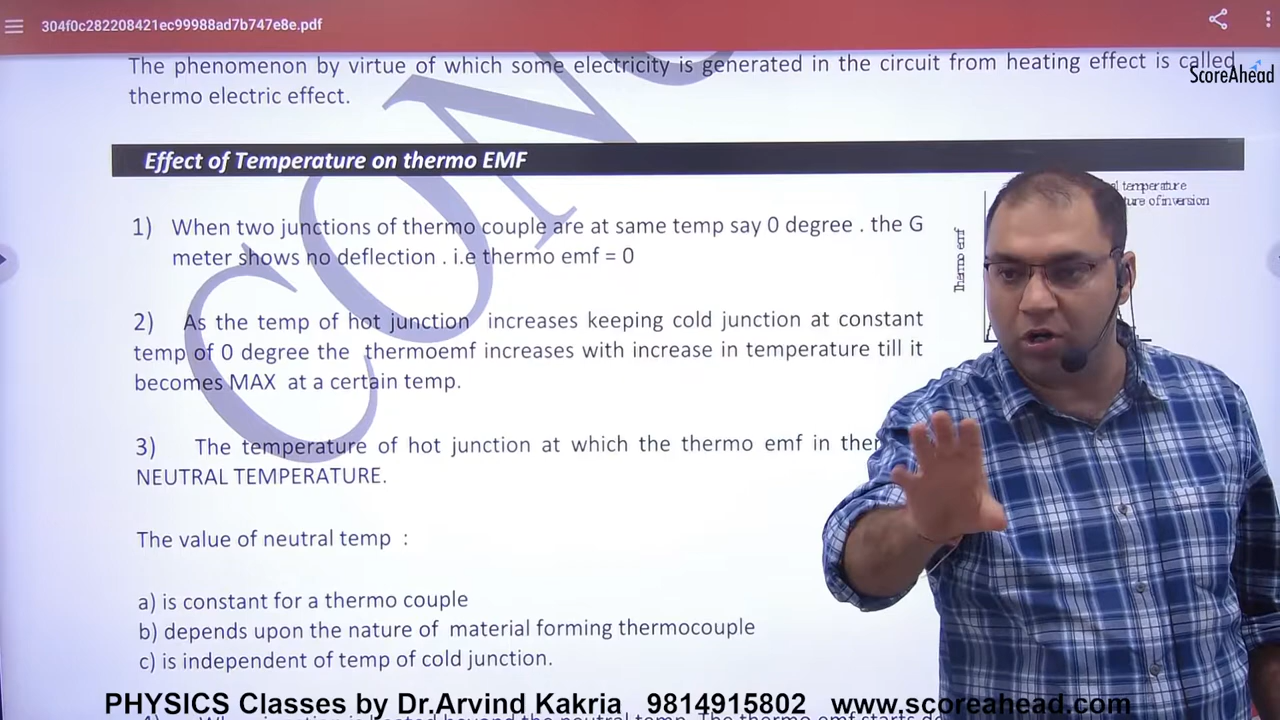 304f0c282208421ec99988ad7b747e8e.pdf
The phenomenon by virtue of which some electricity is generated in the circuit from heating effect is called
ScoreAhead
thermo electric effect.
Effect of Temperature on thermo EMF
temperature
of inversion
Thermo emf
1) When two junctions of thermo couple are at same temp say 0 degree . the G
meter shows no deflection . i.e thermo emf = 0
2) As the temp of hot junction increases keeping cold junction at constant
temp of 0 degree the thermoemf increases with increase in temperature till it
becomes MAX at a certain temp.
3) The temperature of hot junction at which the thermo emf in
NEUTRAL TEMPERATURE.
The value of neutral temp :
a) is constant for a thermo couple
b) depends upon the nature of material forming thermocouple
c) is independent of temp of cold junction.
PHYSICS Classes by Dr.Arvind Kakria 9814915802 www.scoreahead.com